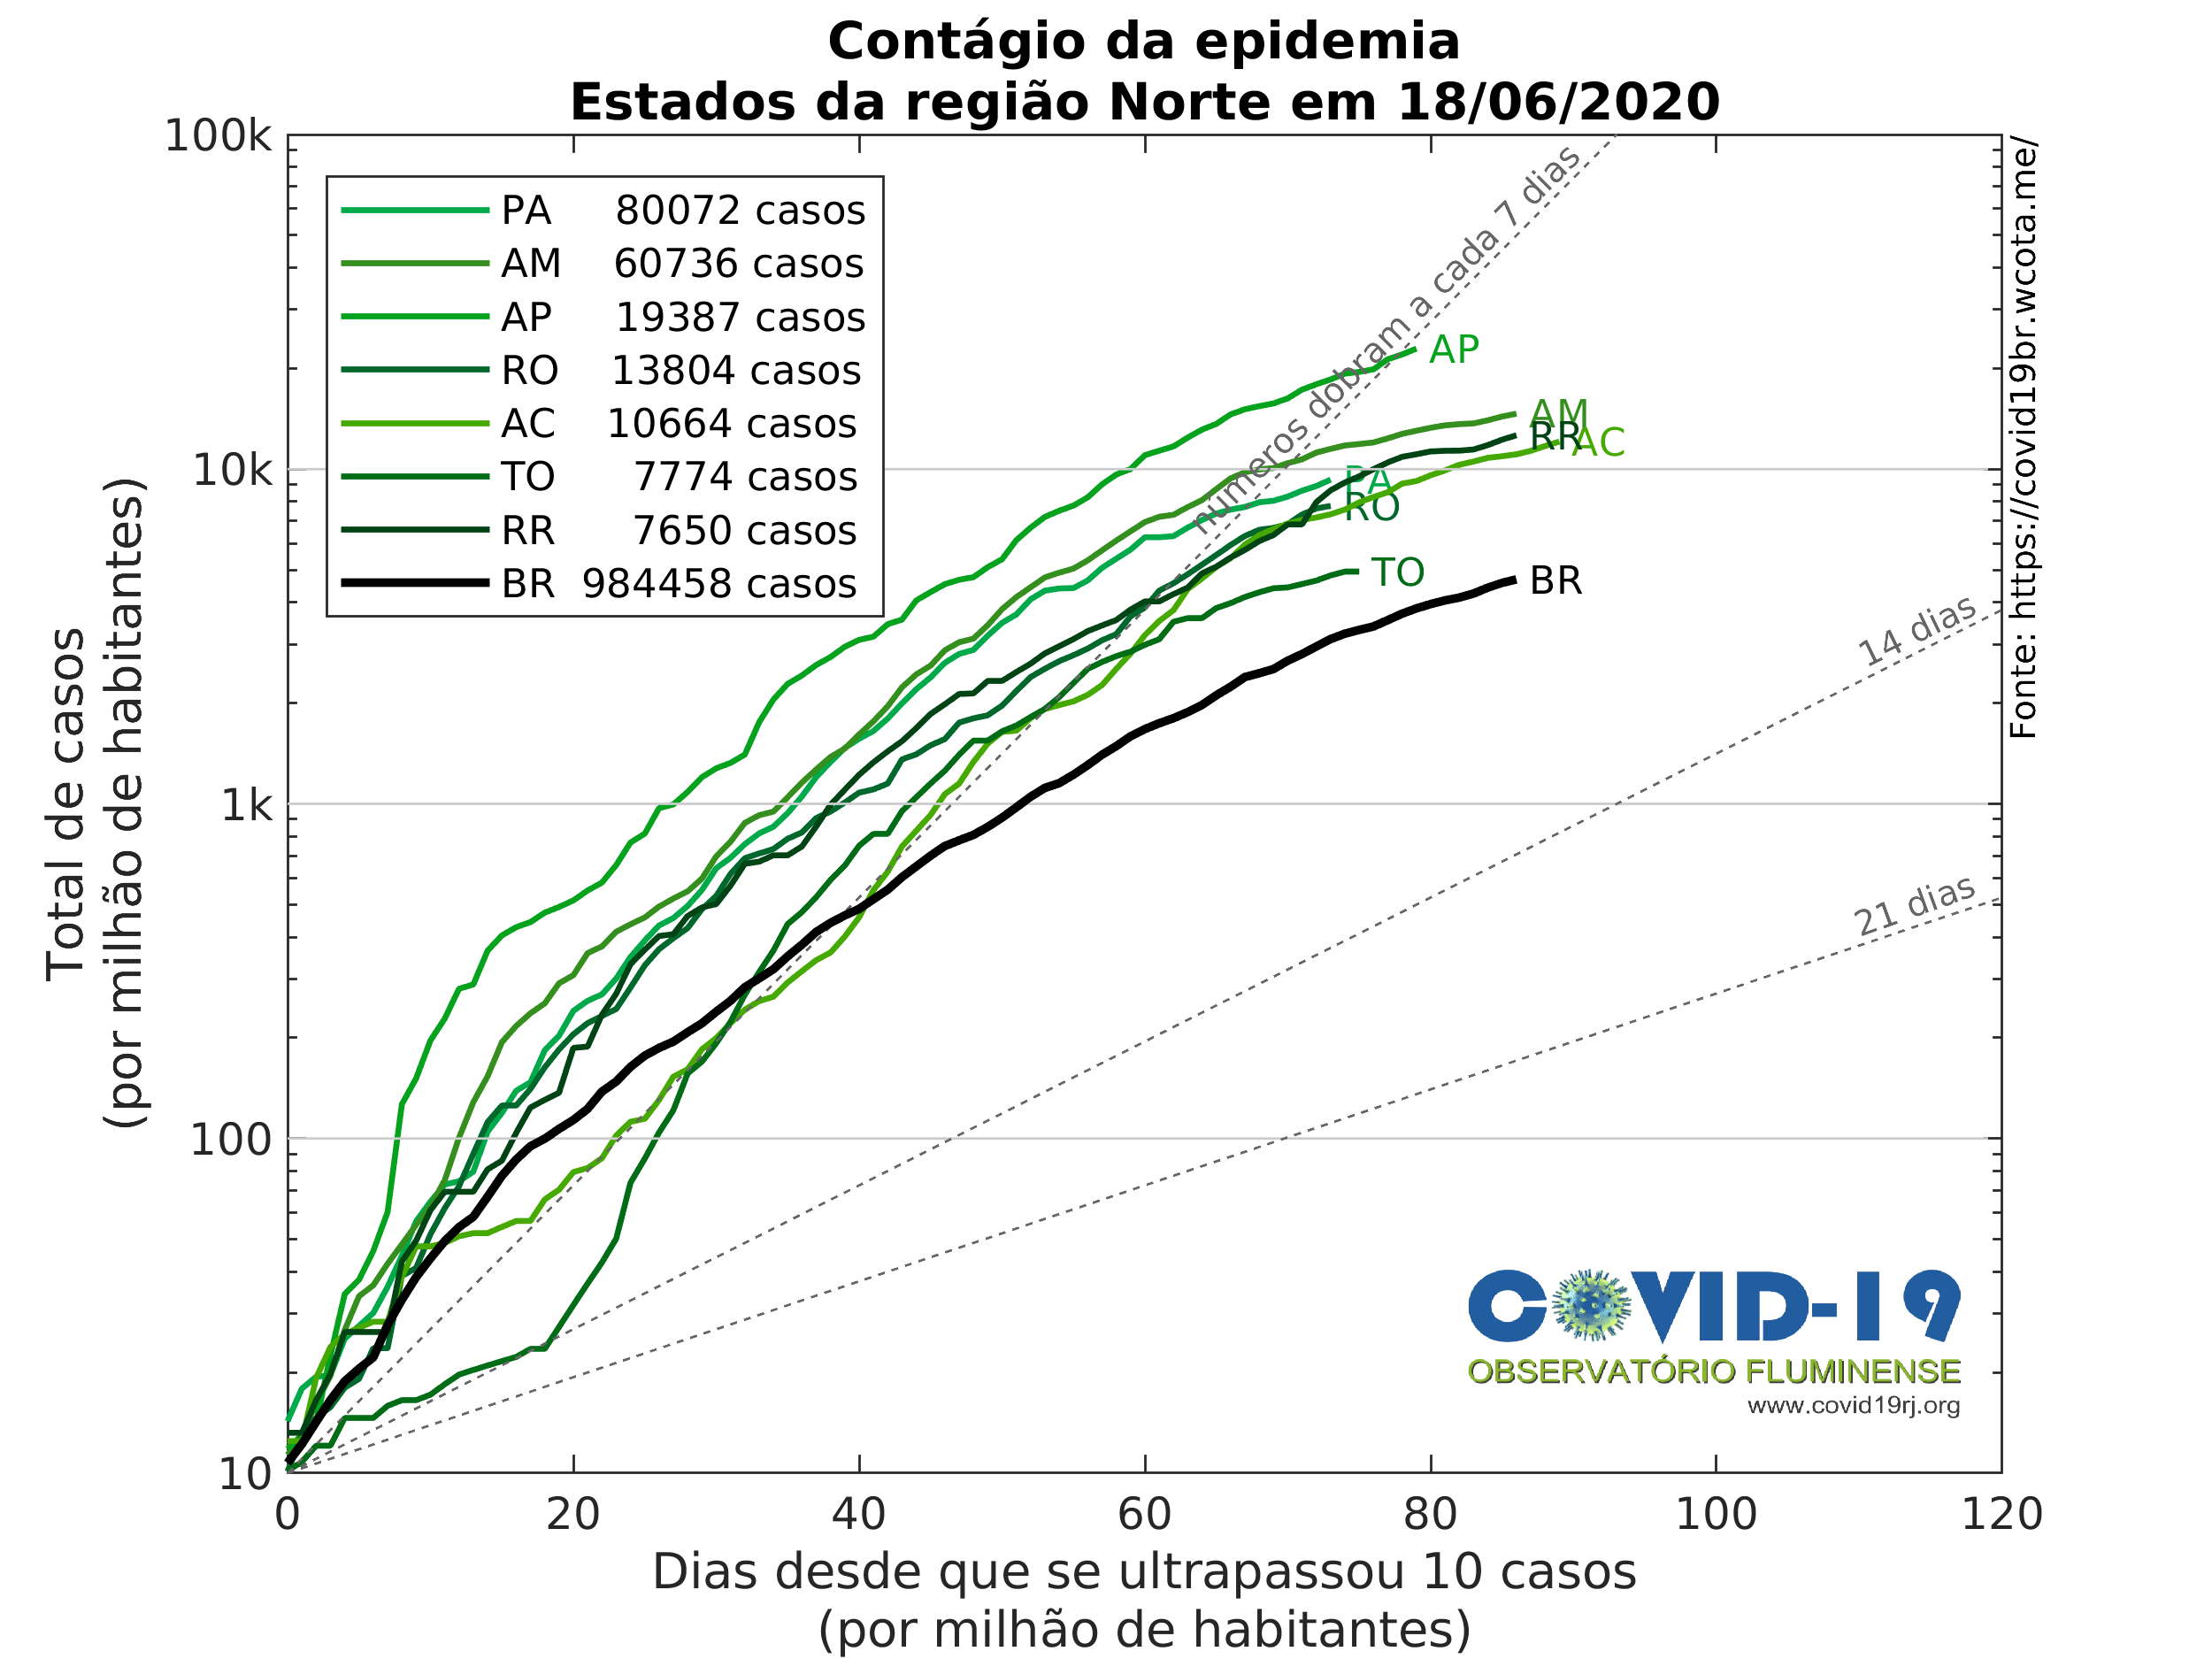 Contágio da epidemia
Estados da região Norte em 18/06/2020
100k
10k
1k
100
10
Total de casos
(por milhão de habitantes)
PA 80072 casos
AM 60736 casos
AP 19387 casos
RO 13804 casos
AC 10664 casos
TO 7774 casos
RR 7650 casos
BR 984458 casos
numeros dobram a cada 7 dias
14 dias
21 dias
AP
AM
RR
AC
PA
RO
TO
BR
Fonte: https://covid19br.wcota.me/
COVID-19
OBSERVATÓRIO FLUMINENSE
www.covid19rj.org
0 20 40 60 80 100 120
Dias desde que se ultrapassou 10 casos
(por milhão de habitantes)